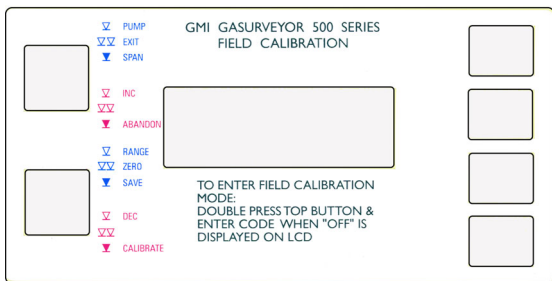 GMI GASURVEYOR 500 SERIES
FIELD CALIBRATION
PUMP
EXIT
SPAN
INC
ABANDON
RANGE
ZERO
SAVE
DEC
CALIBRATE
TO ENTER FIELD CALIBRATION
MODE:
DOUBLE PRESS TOP BUTTON &
ENTER CODE WHEN "OFF" IS
DISPLAYED ON LCD